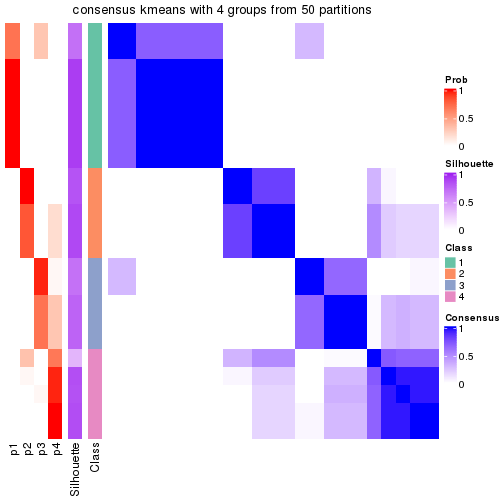 consensus kmeans with 4 groups from 50 partitions
Prob
1
0.5
0
Silhouette
1
0.5
0
Class
1
2
3
4
Consensus
1
0.5
0
p1
p2
p3
p4
Silhouette
Class